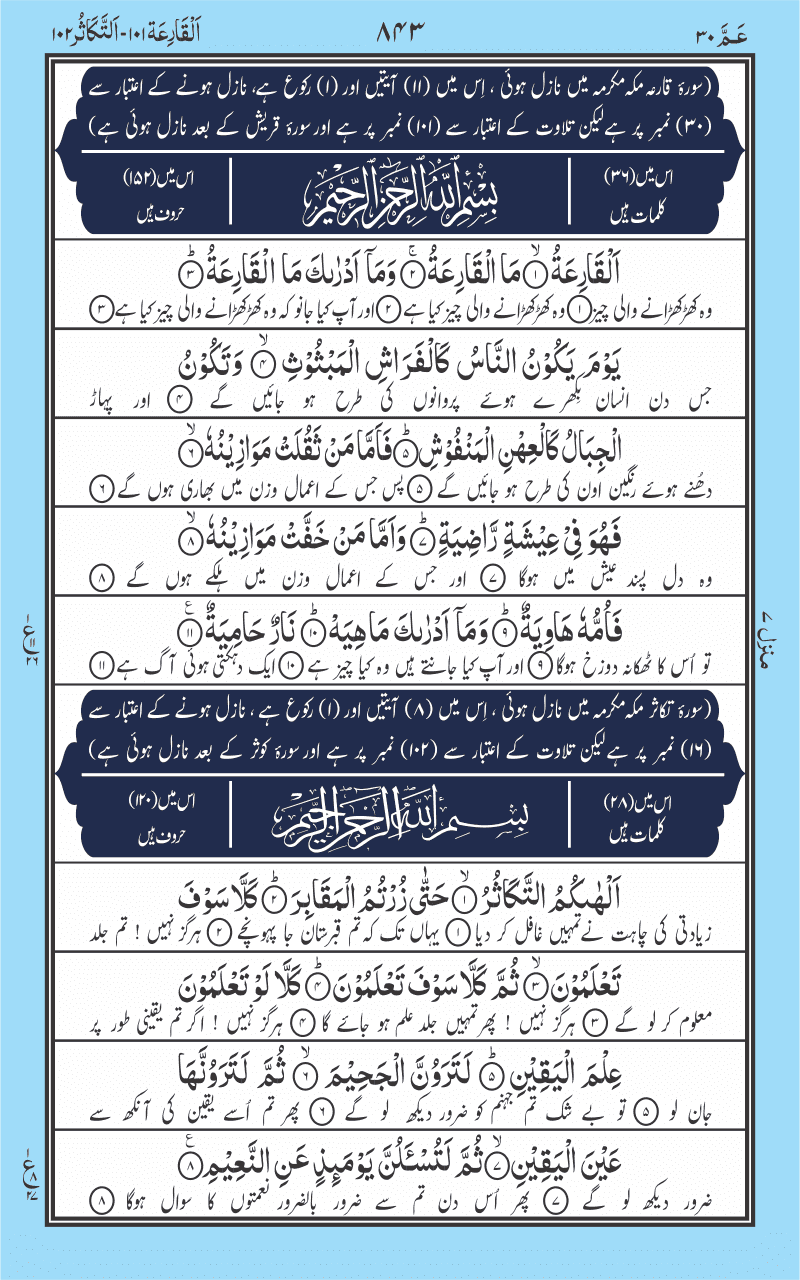 عَمَّ ۳۰
۸۴۳
اَلْقَارِعَة ۱۰۱ - اَلتَّكَاثُر ۱۰۲
(سورۂ قارعہ مکہ مکرمہ میں نازل ہوئی ، اِس میں (۱۱) آیتیں اور (۱) رکوع ہے، نازل ہونے کے اعتبار سے
(۳۰) نمبر پر ہے لیکن تلاوت کے اعتبار سے (۱۰۱) نمبر پر ہے اور سورۂ قریش کے بعد نازل ہوئی ہے)
اس میں (۳۶) کلمات ہیں
بِسْمِ اللّٰهِ الرَّحْمٰنِ الرَّحِيْمِ
اس میں (۱۵۲) حروف ہیں
اَلْقَارِعَةُ ۙ﴿۱﴾ مَا الْقَارِعَةُ ۚ﴿۲﴾ وَمَاۤ اَدْرٰىكَ مَا الْقَارِعَةُ ؕ﴿۳﴾
وہ کھڑکھڑانے والی چیز ﴿۱﴾ وہ کھڑکھڑانے والی چیز کیا ہے ﴿۲﴾ اور آپ کیا جانو کہ وہ کھڑکھڑانے والی چیز کیا ہے ﴿۳﴾
يَوْمَ يَكُوْنُ النَّاسُ كَالْفَرَاشِ الْمَبْثُوْثِ ۙ﴿۴﴾ وَتَكُوْنُ
جس دن انسان بکھرے ہوئے پروانوں کی طرح ہو جائیں گے ﴿۴﴾ اور پہاڑ
الْجِبَالُ كَالْعِهْنِ الْمَنْفُوْشِ ؕ﴿۵﴾ فَاَمَّا مَنْ ثَقُلَتْ مَوَازِيْنُهٗ ۙ﴿۶﴾
دھُنے ہوئے رنگین اون کی طرح ہو جائیں گے ﴿۵﴾ پس جس کے اعمال وزن میں بھاری ہوں گے ﴿۶﴾
فَهُوَ فِيْ عِيْشَةٍ رَّاضِيَةٍ ؕ﴿۷﴾ وَاَمَّا مَنْ خَفَّتْ مَوَازِيْنُهٗ ۙ﴿۸﴾
وہ دل پسند عیش میں ہوگا ﴿۷﴾ اور جس کے اعمال وزن میں ہلکے ہوں گے ﴿۸﴾
فَاُمُّهٗ هَاوِيَةٌ ؕ﴿۹﴾ وَمَاۤ اَدْرٰىكَ مَا هِيَهْ ؕ﴿۱۰﴾ نَارٌ حَامِيَةٌ ﴿۱۱﴾
تو اُس کا ٹھکانہ دوزخ ہوگا ﴿۹﴾ اور آپ کیا جانتے ہیں وہ کیا چیز ہے ﴿۱۰﴾ ایک دہکتی ہوئی آگ ہے ﴿۱۱﴾
منزل ۷
(سورۂ تکاثر مکہ مکرمہ میں نازل ہوئی ، اِس میں (۸) آیتیں اور (۱) رکوع ہے ، نازل ہونے کے اعتبار سے
(۱۶) نمبر پر ہے لیکن تلاوت کے اعتبار سے (۱۰۲) نمبر پر ہے اور سورۂ کوثر کے بعد نازل ہوئی ہے)
اس میں (۲۸) کلمات ہیں
بِسْمِ اللّٰهِ الرَّحْمٰنِ الرَّحِيْمِ
اس میں (۱۲۰) حروف ہیں
اَلْهٰىكُمُ التَّكَاثُرُ ۙ﴿۱﴾ حَتّٰى زُرْتُمُ الْمَقَابِرَ ؕ﴿۲﴾ كَلَّا سَوْفَ
زیادتی کی چاہت نے تمہیں غافل کر دیا ﴿۱﴾ یہاں تک کہ تم قبرستان جا پہونچے ﴿۲﴾ ہرگز نہیں ! تم جلد
تَعْلَمُوْنَ ۙ﴿۳﴾ ثُمَّ كَلَّا سَوْفَ تَعْلَمُوْنَ ؕ﴿۴﴾ كَلَّا لَوْ تَعْلَمُوْنَ
معلوم کر لو گے ﴿۳﴾ ہرگز نہیں ! پھر تمہیں جلد علم ہو جائے گا ﴿۴﴾ ہرگز نہیں ! اگر تم یقینی طور پر
عِلْمَ الْيَقِيْنِ ؕ﴿۵﴾ لَتَرَوُنَّ الْجَحِيْمَ ۙ﴿۶﴾ ثُمَّ لَتَرَوُنَّهَا
جان لو ﴿۵﴾ تو بے شک تم جہنم کو ضرور دیکھ لو گے ﴿۶﴾ پھر تم اُسے یقین کی آنکھ سے
عَيْنَ الْيَقِيْنِ ۙ﴿۷﴾ ثُمَّ لَتُسْـَٔلُنَّ يَوْمَىِٕذٍ عَنِ النَّعِيْمِ ﴿۸﴾
ضرور دیکھ لو گے ﴿۷﴾ پھر اُس دن تم سے ضرور بالضرور نعمتوں کا سوال ہوگا ﴿۸﴾